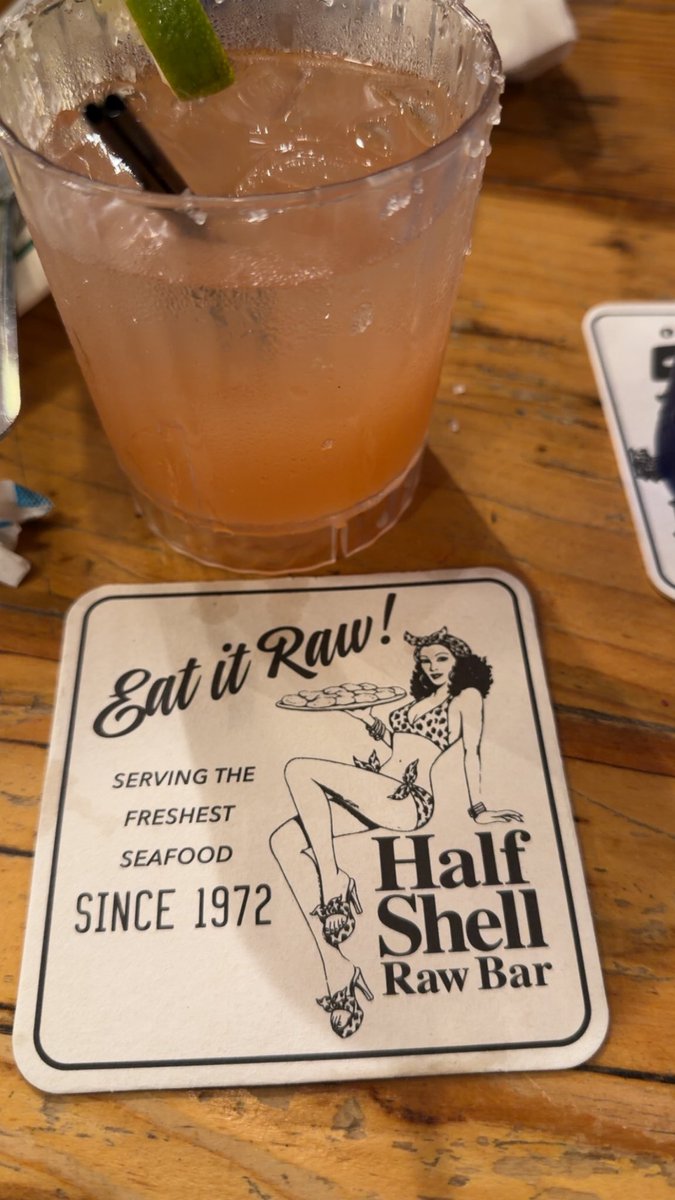 Eat it Raw!
SERVING THE
FRESHEST
SEAFOOD
SINCE 1972
Half
Shell
Raw Bar